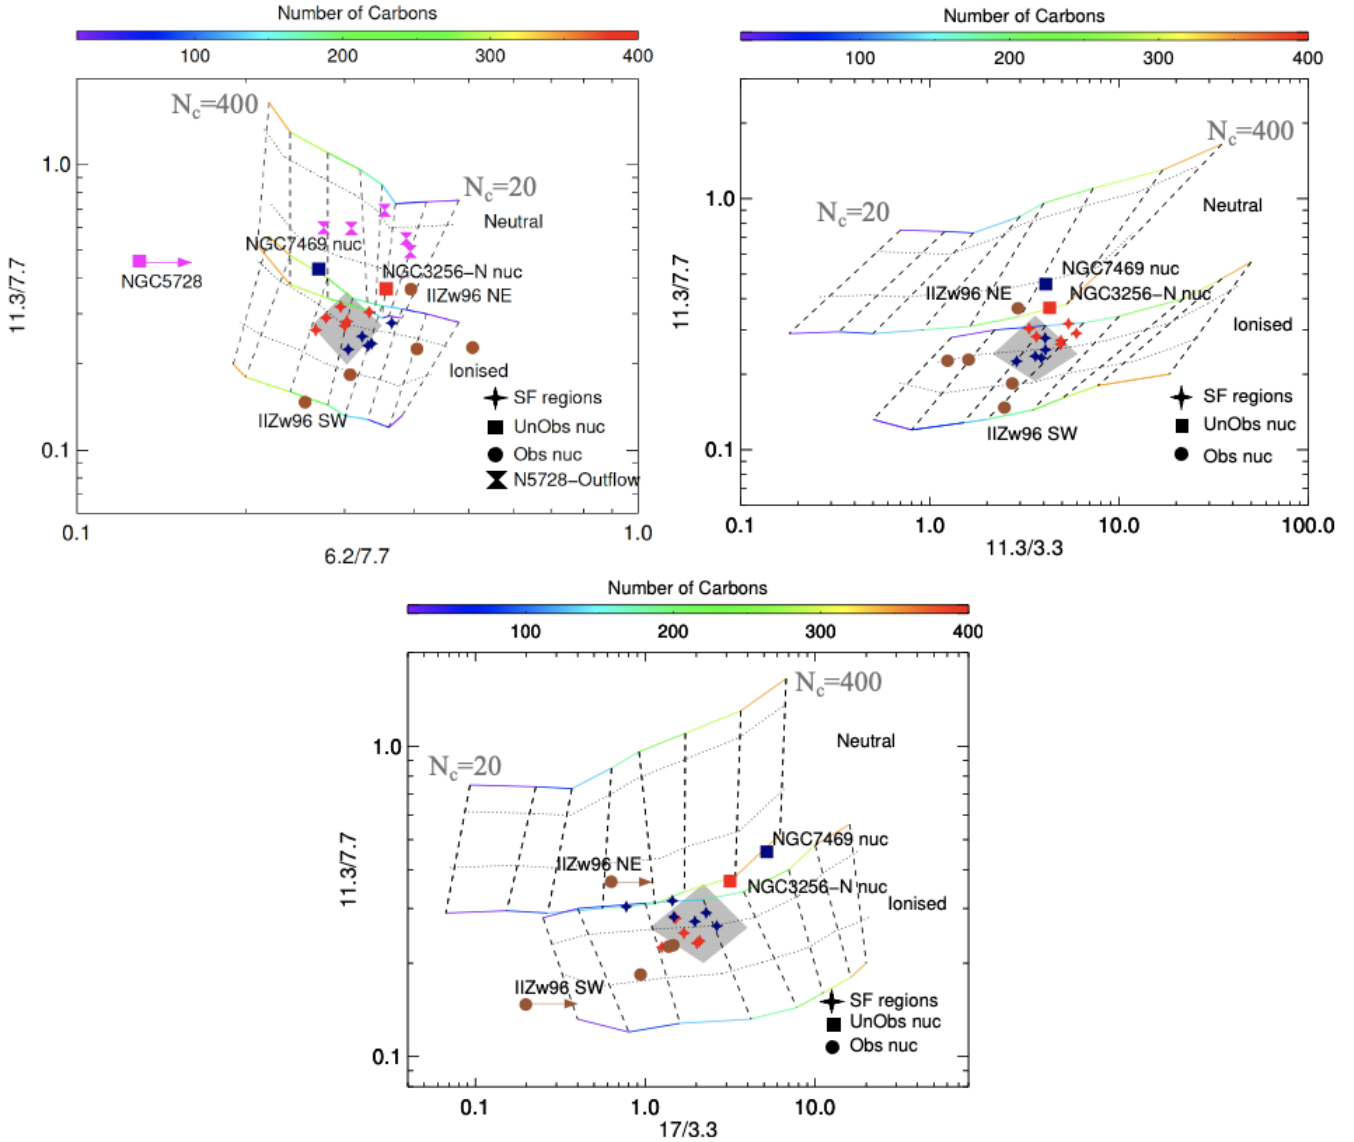 Number of Carbons
100 200 300 400
N_c=400
N_c=20
Neutral
1.0
NGC7469 nuc
NGC5728
NGC3256-N nuc
IIZw96 NE
11.3/7.7
Ionised
SF regions
IIZw96 SW
UnObs nuc
0.1
Obs nuc
N5728-Outflow
0.1 1.0
6.2/7.7
Number of Carbons
100 200 300 400
N_c=400
N_c=20
1.0
Neutral
NGC7469 nuc
IIZw96 NE
NGC3256-N nuc
11.3/7.7
Ionised
SF regions
UnObs nuc
IIZw96 SW
0.1
Obs nuc
0.1 1.0 10.0 100.0
11.3/3.3
Number of Carbons
100 200 300 400
N_c=400
Neutral
1.0
N_c=20
NGC7469 nuc
IIZw96 NE
NGC3256-N nuc
11.3/7.7
Ionised
IIZw96 SW
SF regions
UnObs nuc
Obs nuc
0.1
0.1 1.0 10.0
17/3.3